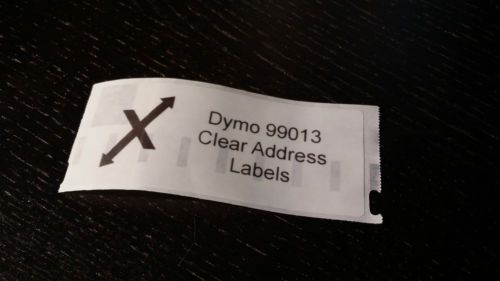 X
Dymo 99013
Clear Address
Labels